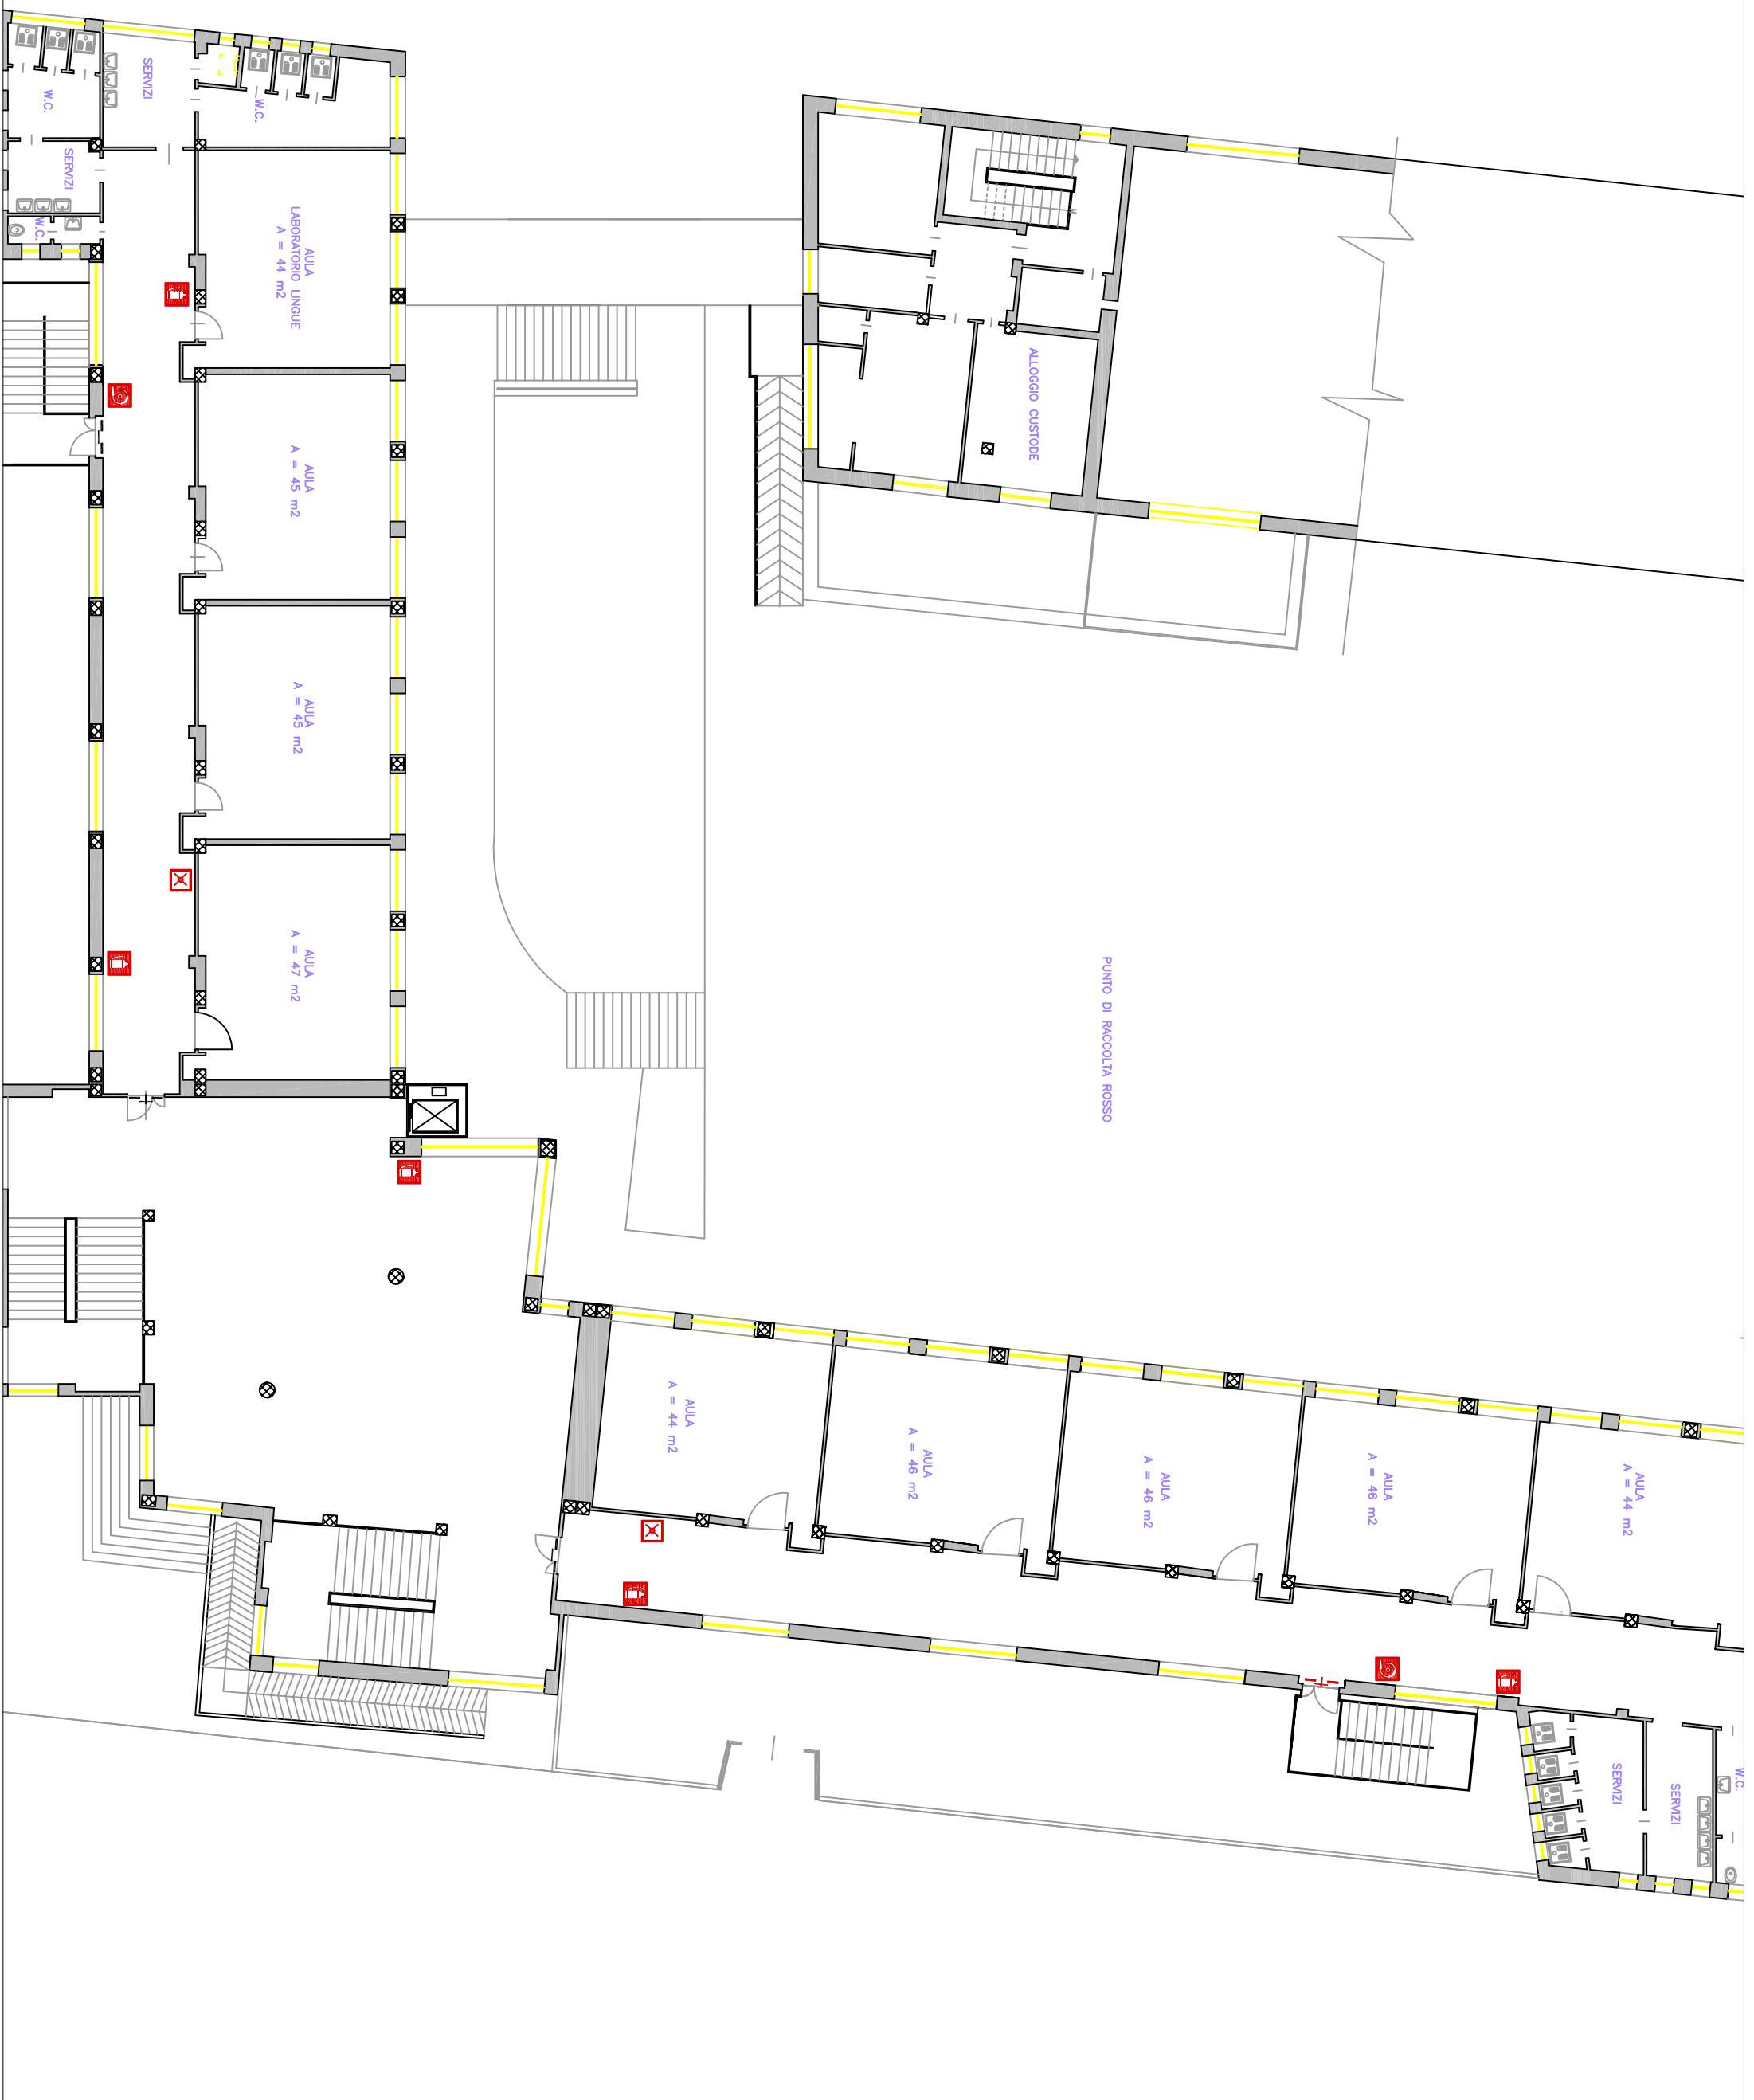 SERVIZI
W.C.
W.C.
SERVIZI
W.C.
AULA
LABORATORIO LINGUE
A = 44 m2
ALLOGGIO CUSTODE
AULA
A = 45 m2
AULA
A = 45 m2
AULA
A = 47 m2
PUNTO DI RACCOLTA ROSSO
AULA
A = 44 m2
AULA
A = 46 m2
AULA
A = 46 m2
AULA
A = 46 m2
AULA
A = 44 m2
SERVIZI
SERVIZI
W.C.